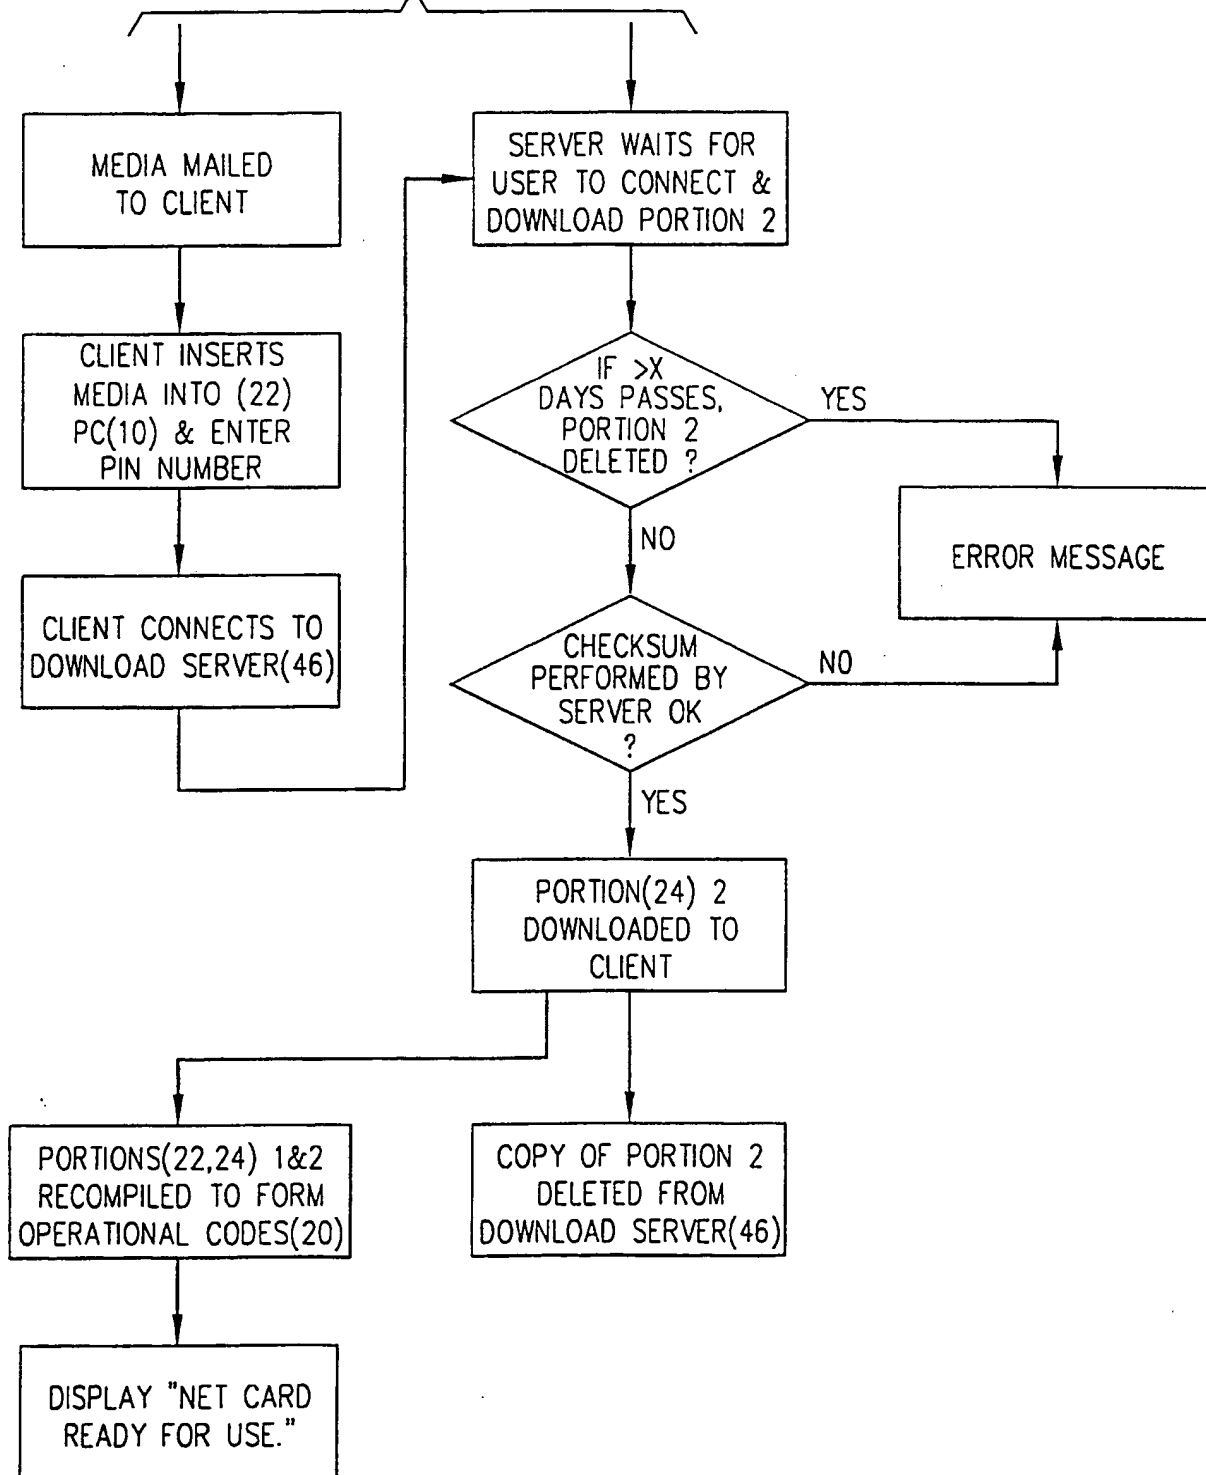 MEDIA MAILED
TO CLIENT
CLIENT INSERTS
MEDIA INTO (22)
PC(10) & ENTER
PIN NUMBER
CLIENT CONNECTS TO
DOWNLOAD SERVER(46)
SERVER WAITS FOR
USER TO CONNECT &
DOWNLOAD PORTION 2
IF >X
DAYS PASSES,
PORTION 2
DELETED ?
YES
NO
ERROR MESSAGE
CHECKSUM
PERFORMED BY
SERVER OK
?
NO
YES
PORTION(24) 2
DOWNLOADED TO
CLIENT
PORTIONS(22,24) 1&2
RECOMPILED TO FORM
OPERATIONAL CODES(20)
COPY OF PORTION 2
DELETED FROM
DOWNLOAD SERVER(46)
DISPLAY "NET CARD
READY FOR USE."